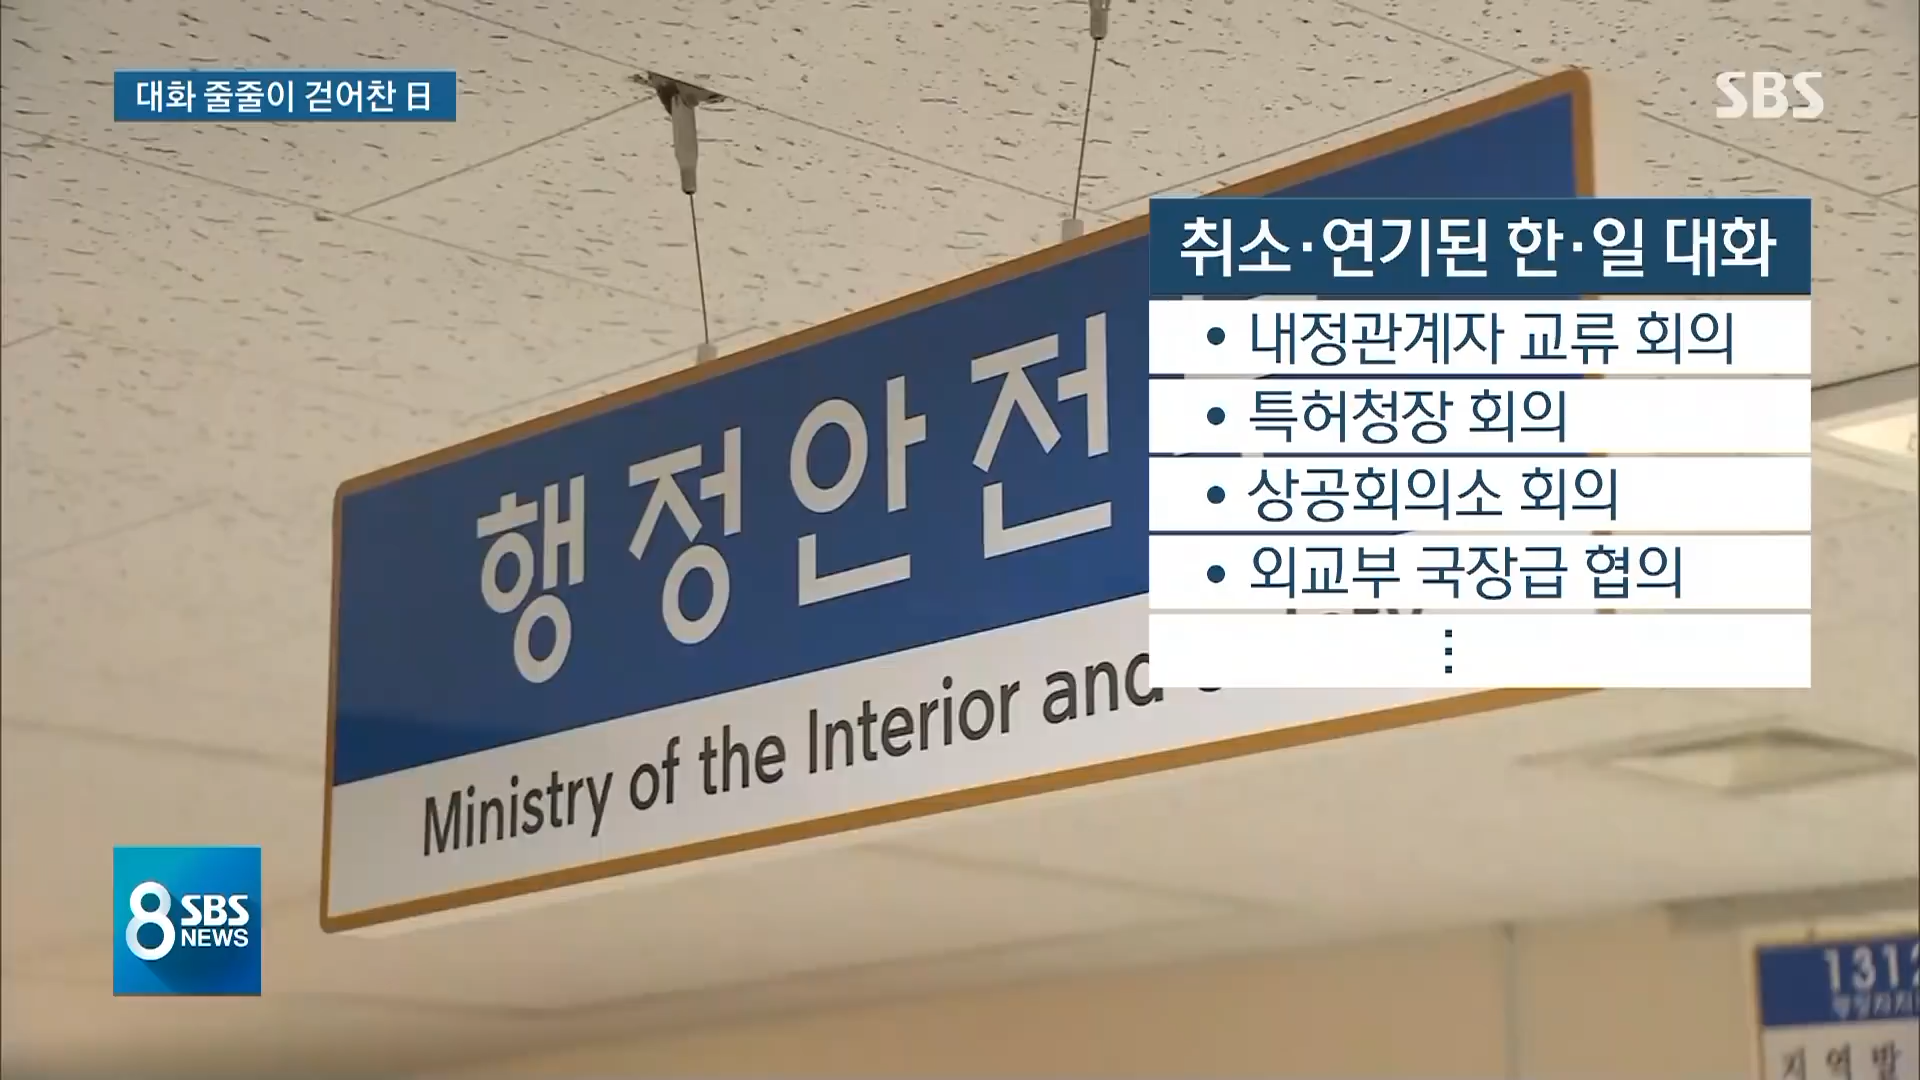 대화 줄줄이 걷어찬 日
SBS
취소·연기된 한·일 대화
• 내정관계자 교류 회의
• 특허청장 회의
• 상공회의소 회의
• 외교부 국장급 협의
⋮
행정안전
Ministry of the Interior and
8 SBS
NEWS
1312
지역발